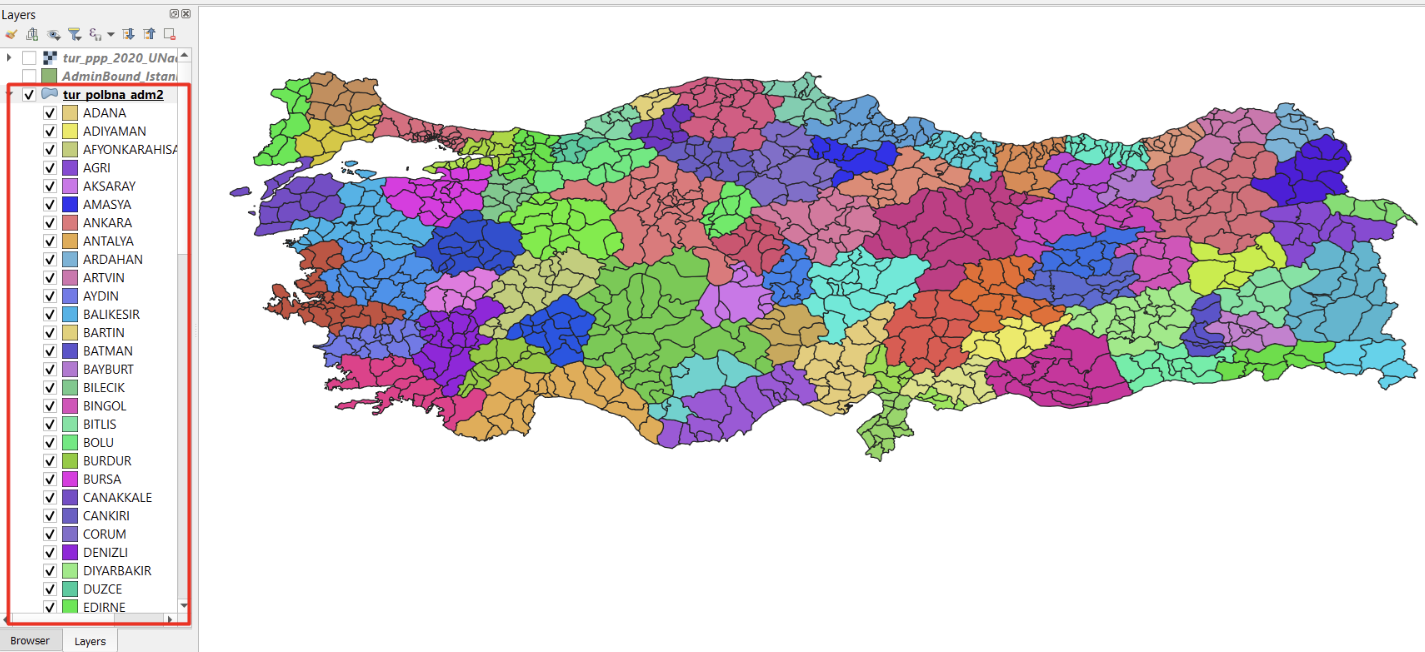 Layers
tur_ppp_2020_UNa
AdminBound_Istan
tur_polbna_adm2
ADANA
ADIYAMAN
AFYONKARAHISA
AGRI
AKSARAY
AMASYA
ANKARA
ANTALYA
ARDAHAN
ARTVIN
AYDIN
BALIKESIR
BARTIN
BATMAN
BAYBURT
BILECIK
BINGOL
BITLIS
BOLU
BURDUR
BURSA
CANAKKALE
CANKIRI
CORUM
DENIZLI
DIYARBAKIR
DUZCE
EDIRNE
Browser Layers